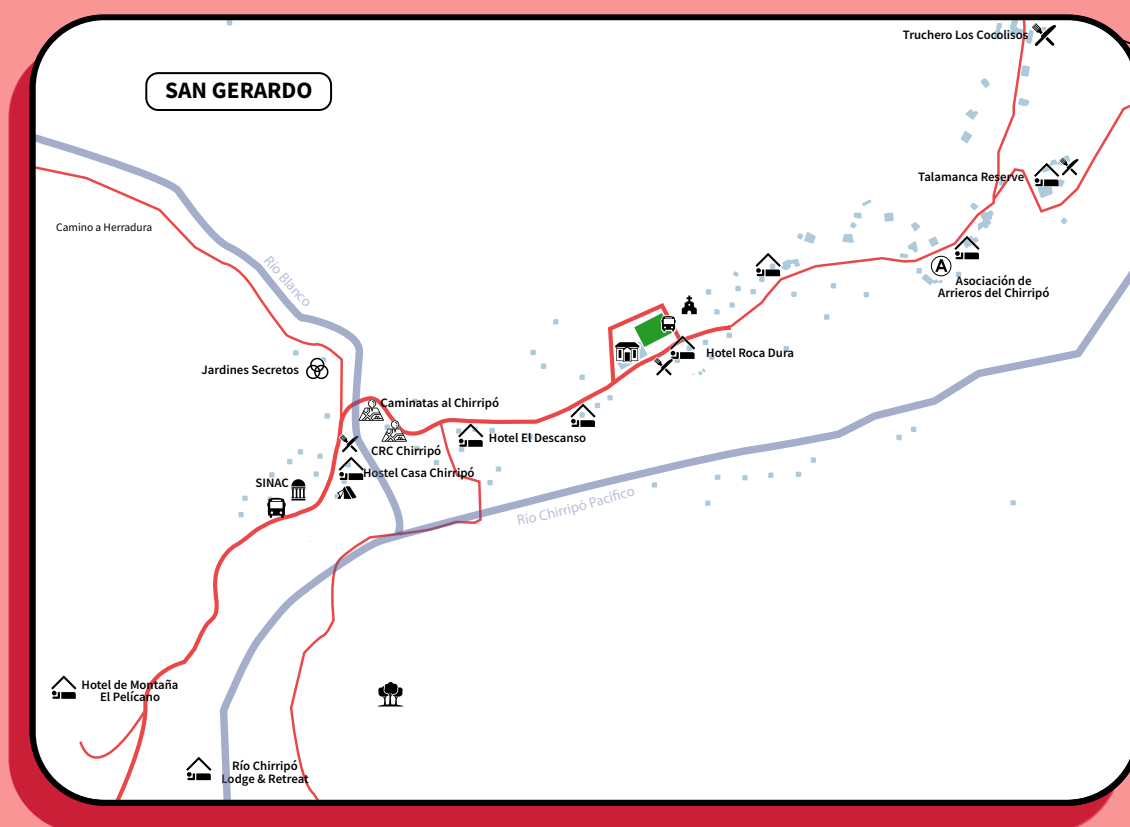 Truchero Los Cocolisos
SAN GERARDO
Talamanca Reserve
Camino a Herradura
Río Blanco
A
Asociación de
Arrieros del Chirripó
Hotel Roca Dura
Jardines Secretos
Caminatas al Chirripó
Hotel El Descanso
CRC Chirripó
Hostel Casa Chirripó
SINAC
Río Chirripó Pacífico
Hotel de Montaña
El Pelícano
Río Chirripó
Lodge & Retreat